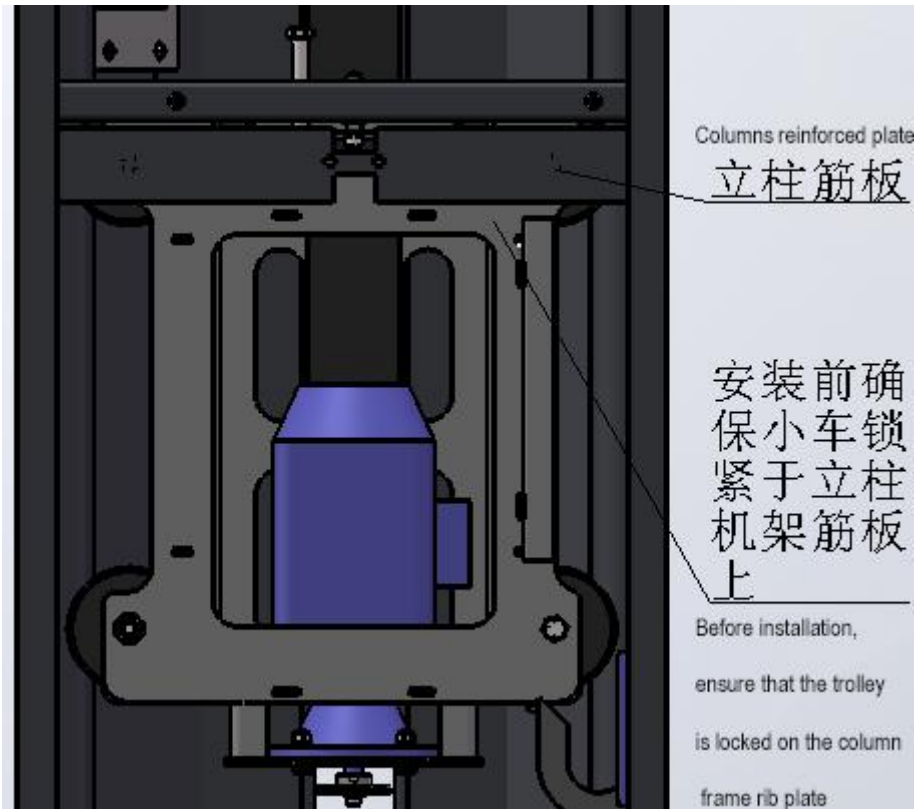 Columns reinforced plate
立柱筋板
安装前确
保小车锁
紧于立柱
机架筋板
上
Before installation,
ensure that the trolley
is locked on the column
frame rib plate